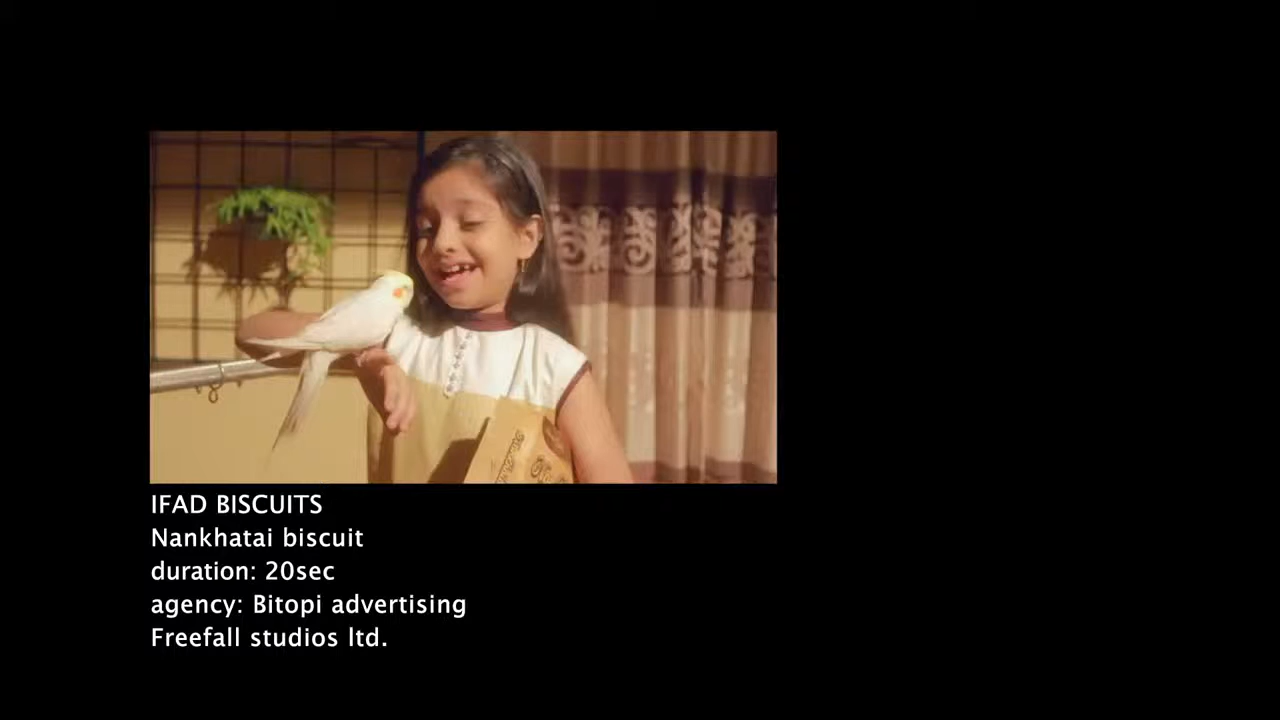 IFAD BISCUITS
Nankhatai biscuit
duration: 20sec
agency: Bitopi advertising
Freefall studios ltd.